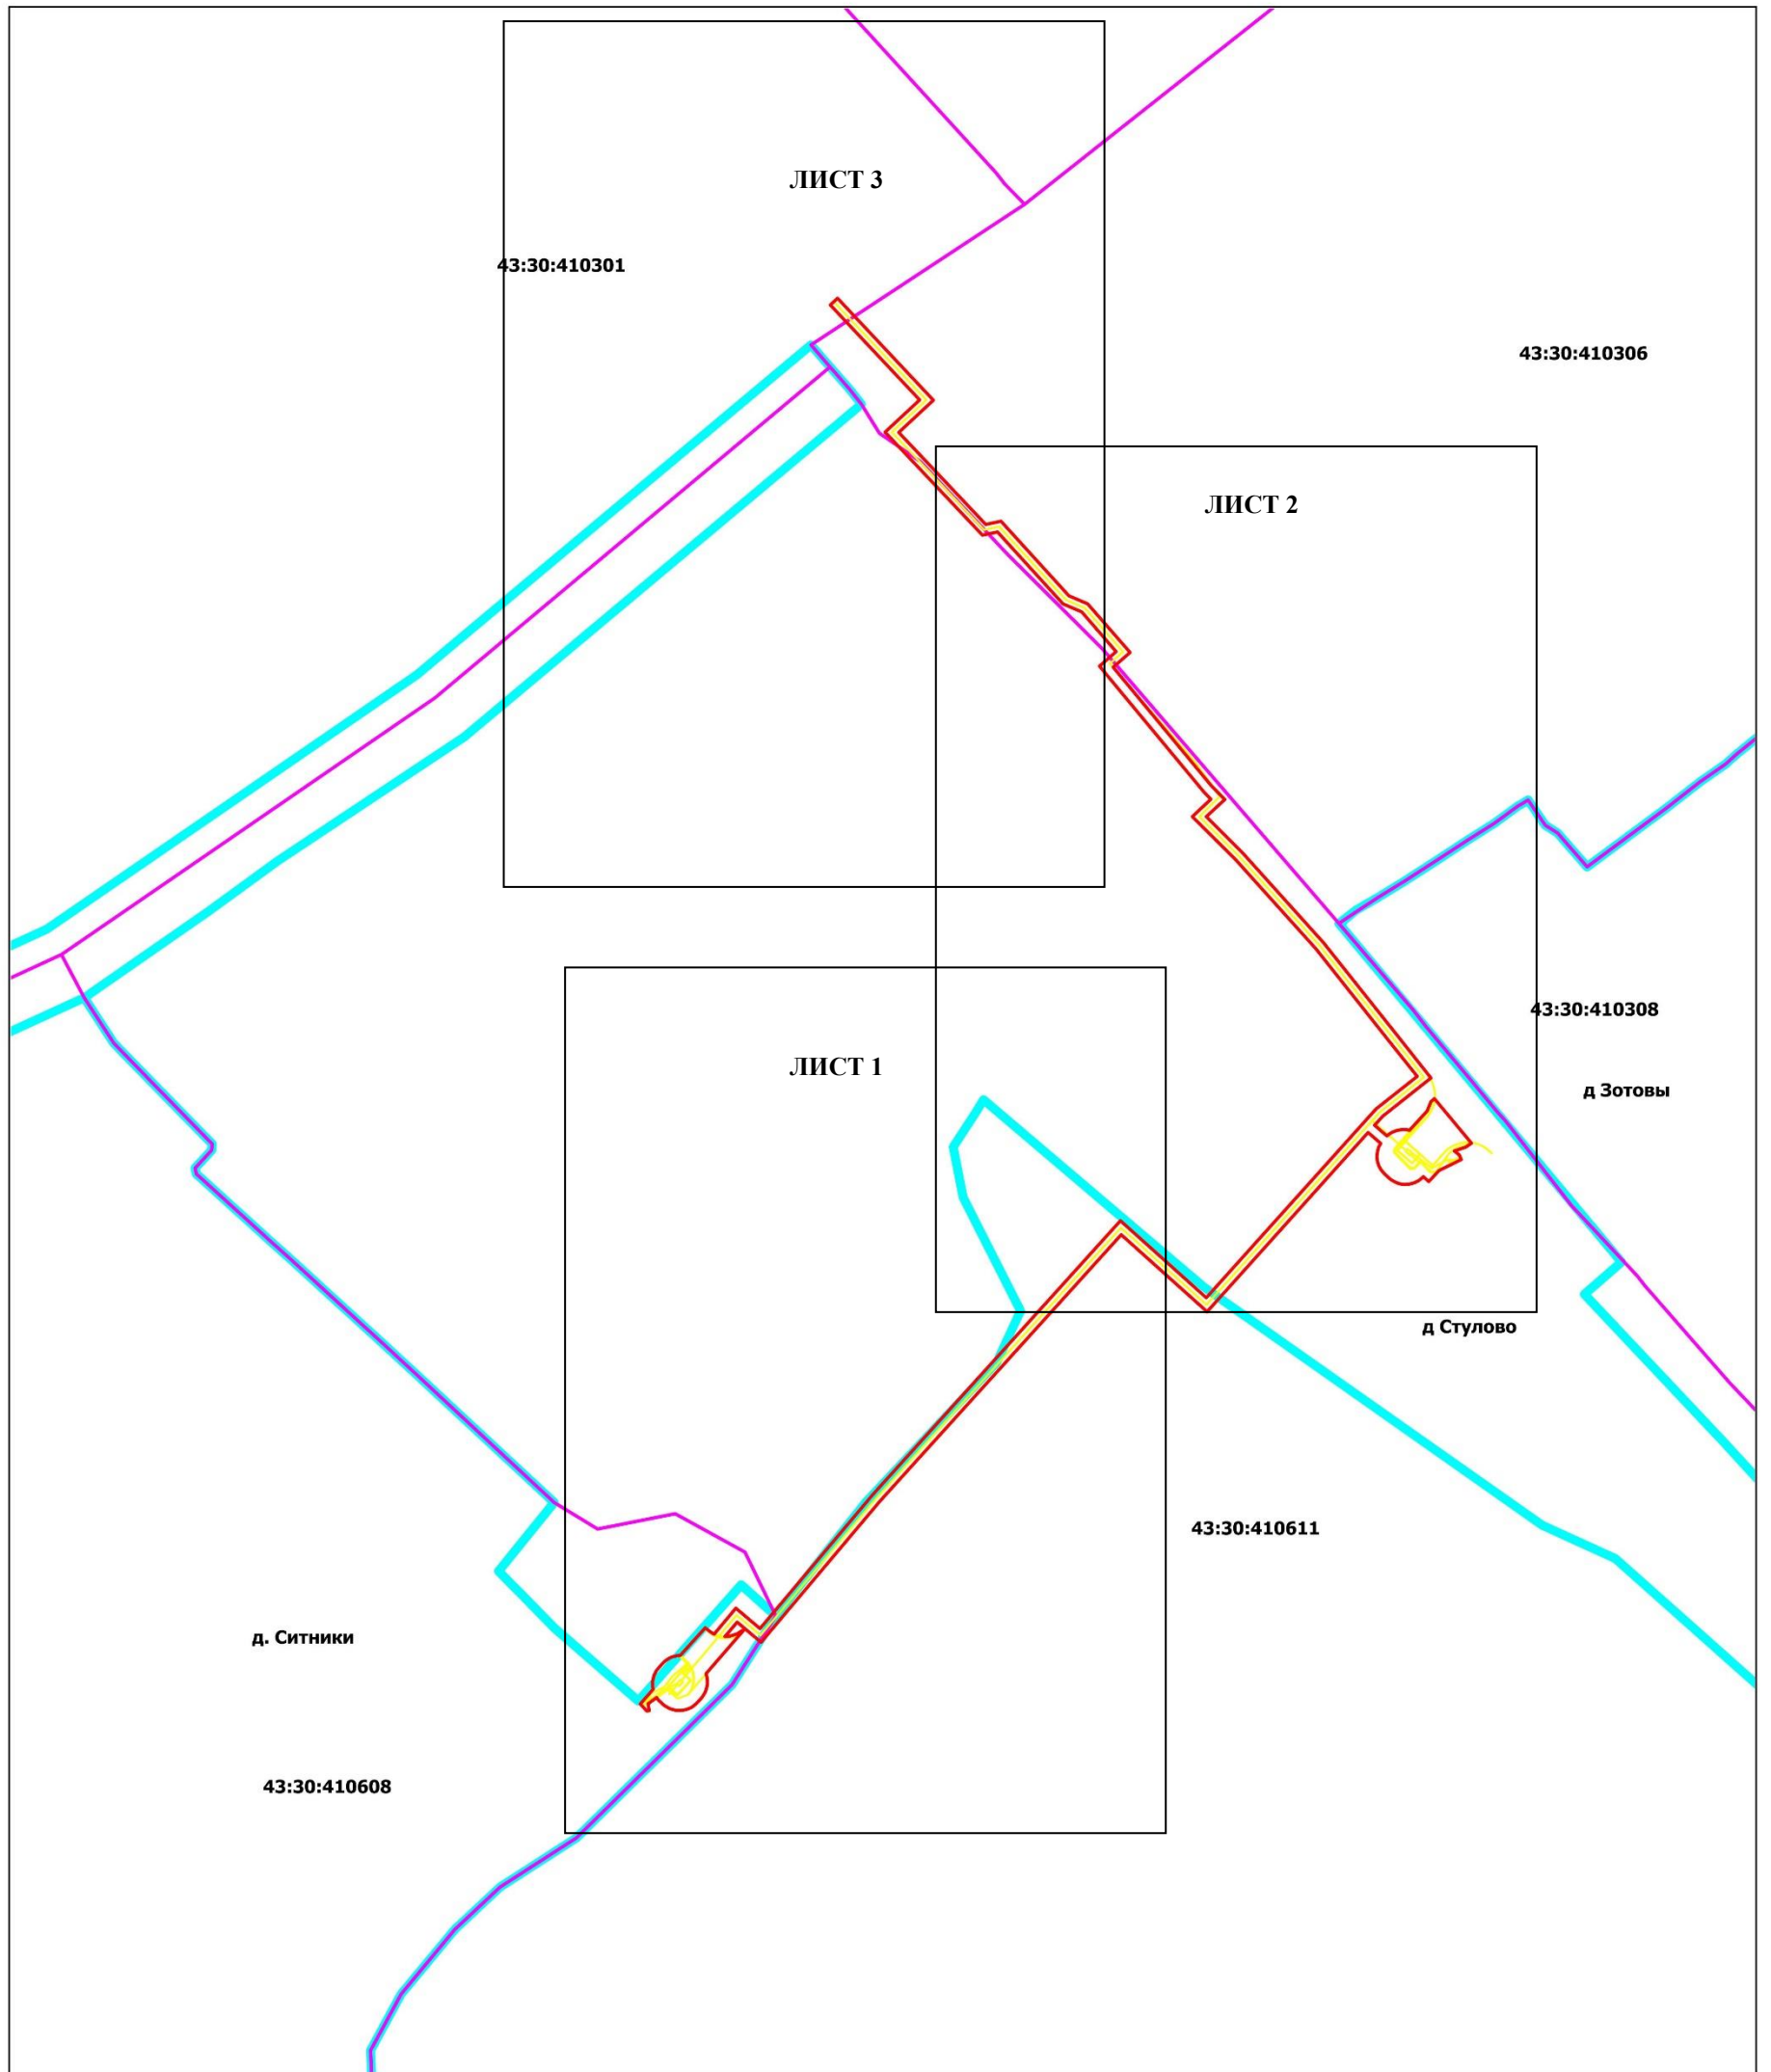 ЛИСТ 3
43:30:410301
43:30:410306
ЛИСТ 2
43:30:410308
ЛИСТ 1
д Зотовы
д Стулово
43:30:410611
д. Ситники
43:30:410608